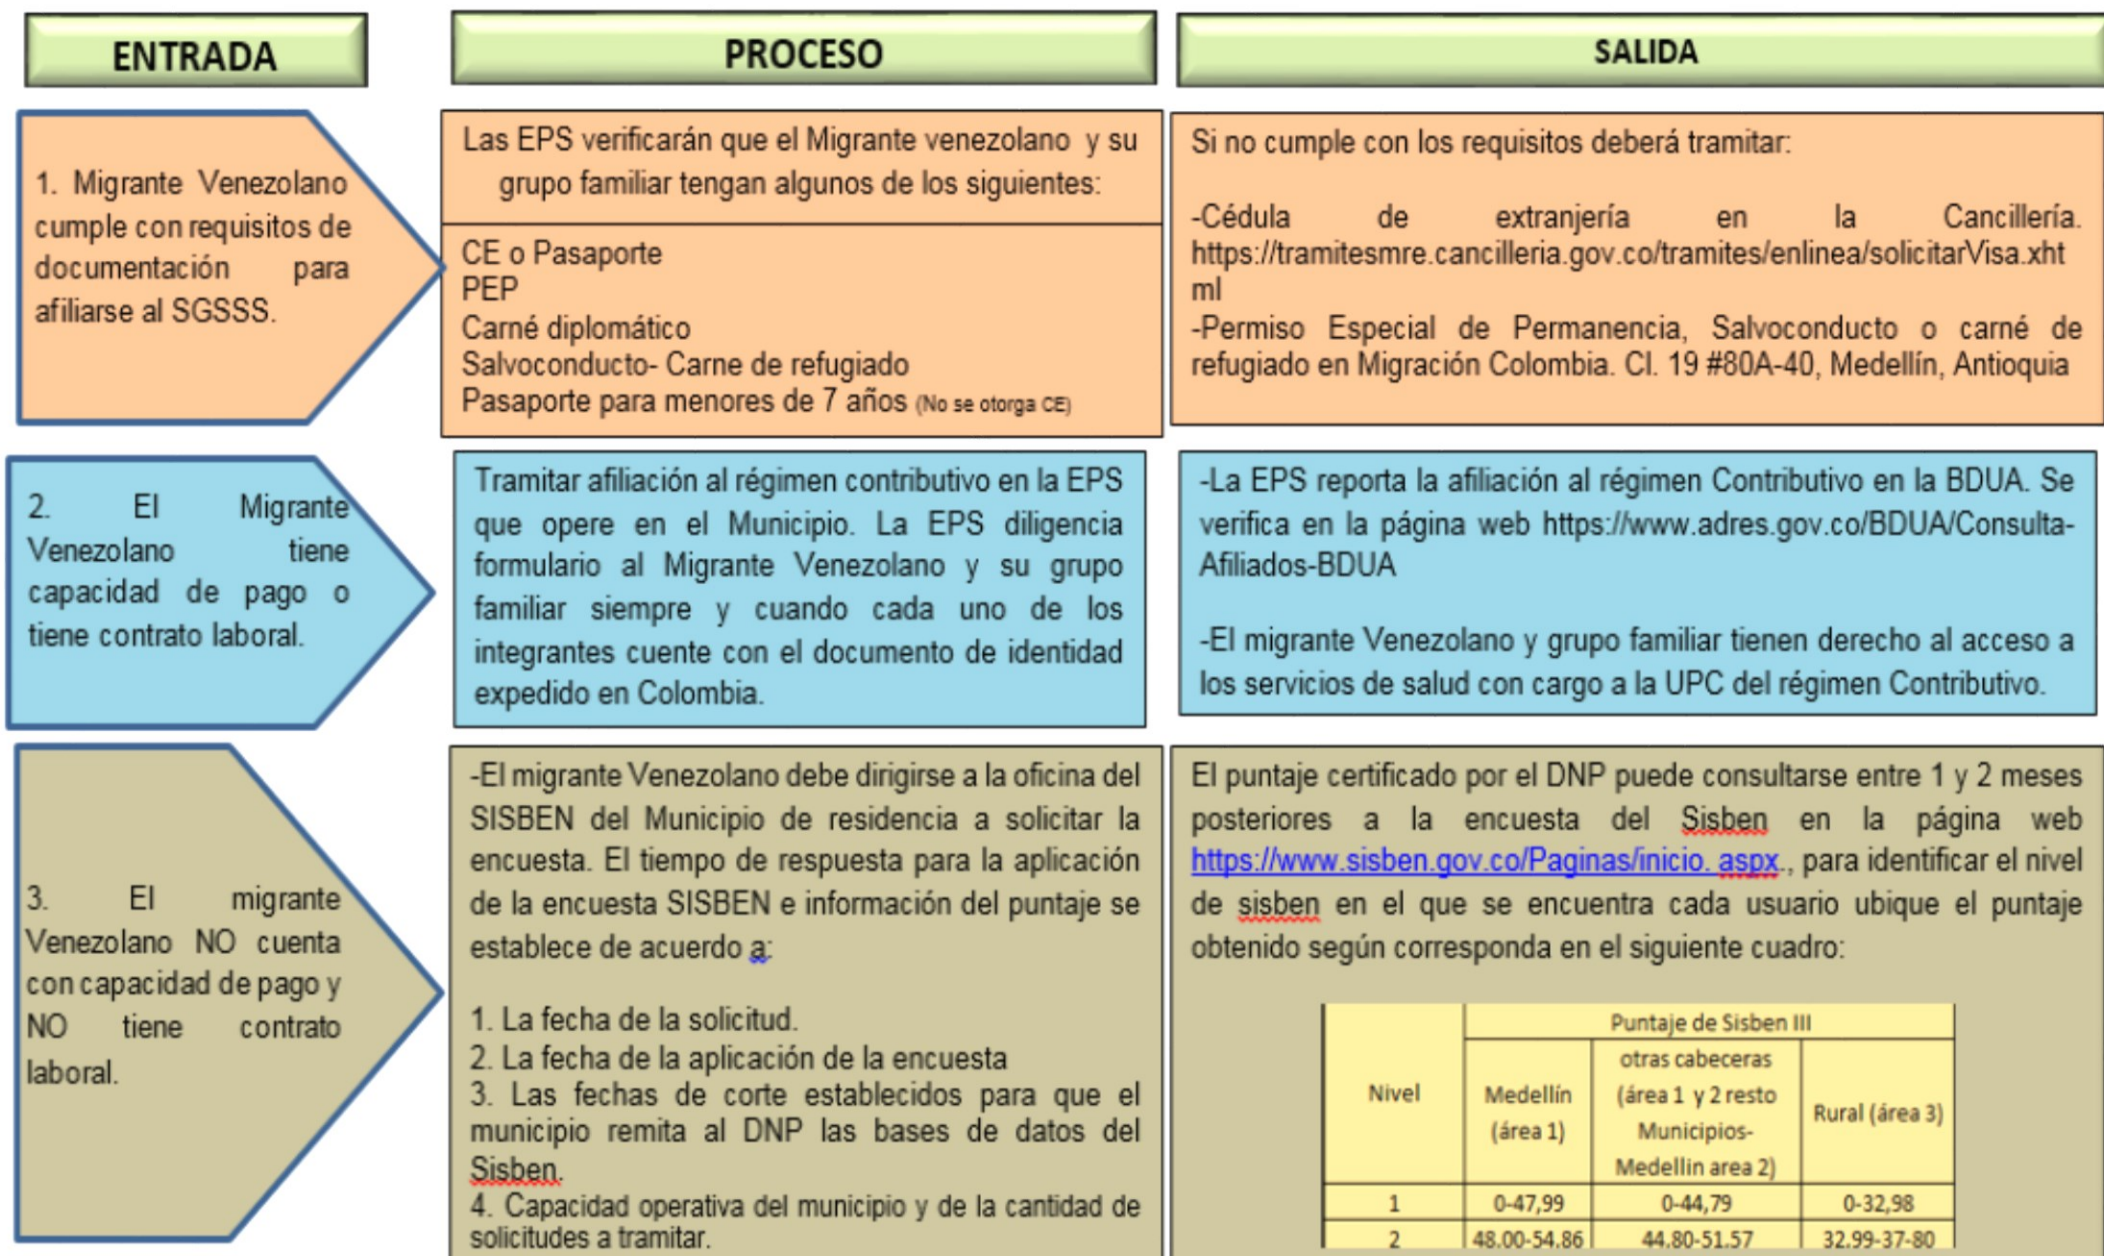 ENTRADA
PROCESO
SALIDA
1. Migrante Venezolano
cumple con requisitos de
documentación para
afiliarse al SGSSS.
Las EPS verificarán que el Migrante venezolano y su
grupo familiar tengan algunos de los siguientes:
CE o Pasaporte
PEP
Carné diplomático
Salvoconducto- Carne de refugiado
Pasaporte para menores de 7 años (No se otorga CE)
Si no cumple con los requisitos deberá tramitar:
-Cédula de extranjería en la Cancillería.
https://tramitesmre.cancilleria.gov.co/tramites/enlinea/solicitarVisa.xht
ml
-Permiso Especial de Permanencia, Salvoconducto o carné de
refugiado en Migración Colombia. Cl. 19 #80A-40, Medellín, Antioquia
2. El Migrante
Venezolano tiene
capacidad de pago o
tiene contrato laboral.
Tramitar afiliación al régimen contributivo en la EPS
que opere en el Municipio. La EPS diligencia
formulario al Migrante Venezolano y su grupo
familiar siempre y cuando cada uno de los
integrantes cuente con el documento de identidad
expedido en Colombia.
-La EPS reporta la afiliación al régimen Contributivo en la BDUA. Se
verifica en la página web https://www.adres.gov.co/BDUA/Consulta-
Afiliados-BDUA
-El migrante Venezolano y grupo familiar tienen derecho al acceso a
los servicios de salud con cargo a la UPC del régimen Contributivo.
3. El migrante
Venezolano NO cuenta
con capacidad de pago y
NO tiene contrato
laboral.
-El migrante Venezolano debe dirigirse a la oficina del
SISBEN del Municipio de residencia a solicitar la
encuesta. El tiempo de respuesta para la aplicación
de la encuesta SISBEN e información del puntaje se
establece de acuerdo a:
1. La fecha de la solicitud.
2. La fecha de la aplicación de la encuesta
3. Las fechas de corte establecidos para que el
municipio remita al DNP las bases de datos del
Sisben.
4. Capacidad operativa del municipio y de la cantidad de
solicitudes a tramitar.
El puntaje certificado por el DNP puede consultarse entre 1 y 2 meses
posteriores a la encuesta del Sisben en la página web
https://www.sisben.gov.co/Paginas/inicio. aspx., para identificar el nivel
de sisben en el que se encuentra cada usuario ubique el puntaje
obtenido según corresponda en el siguiente cuadro:
Puntaje de Sisben III
Nivel
Medellín
(área 1)
otras cabeceras
(área 1 y 2 resto
Municipios-
Medellin area 2)
Rural (área 3)
1 0-47,99 0-44,79 0-32,98
2 48,00-54,86 44,80-51,57 32,99-37-80